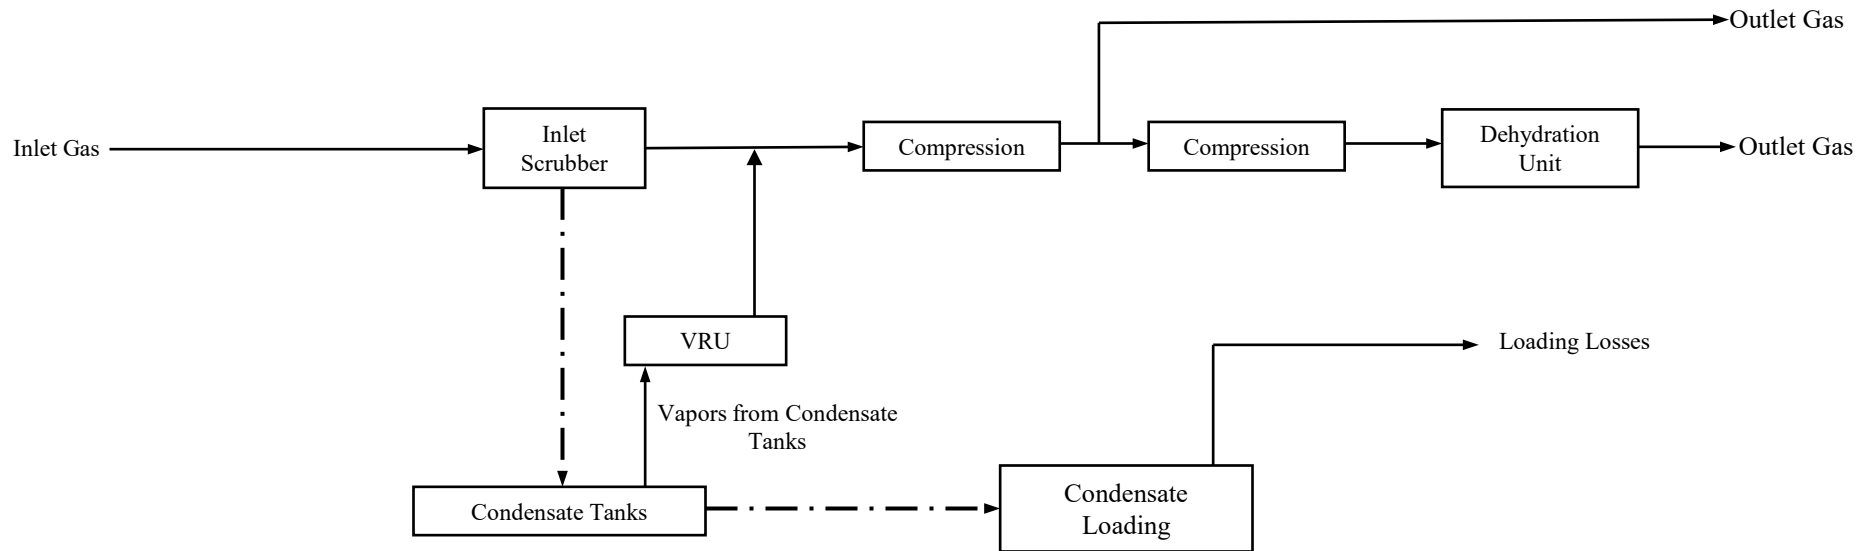 Outlet Gas
Inlet Gas
Inlet
Scrubber
Compression
Compression
Dehydration
Unit
Outlet Gas
VRU
Loading Losses
Vapors from Condensate
Tanks
Condensate Tanks
Condensate
Loading